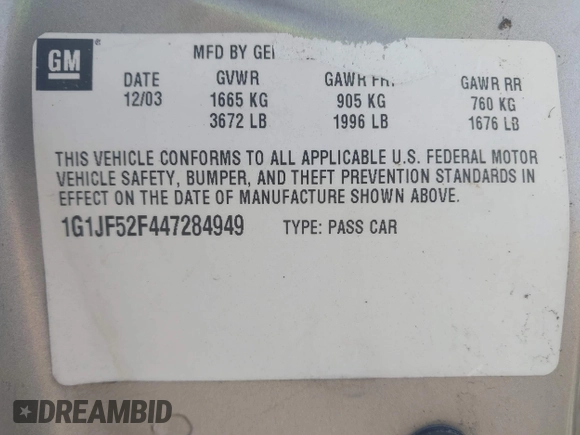 GM ®
MFD BY
DATE GVWR GAWR GAWR RR
12/03 1665 KG 905 KG 760 KG
3672 LB 1996 LB 1676 LB
THIS VEHICLE CONFORMS TO ALL APPLICABLE U.S. FEDERAL MOTOR
VEHICLE SAFETY, BUMPER, AND THEFT PREVENTION STANDARDS IN
EFFECT ON THE DATE OF MANUFACTURE SHOWN ABOVE.
1G1JF52F447284949 TYPE: PASS CAR
DREAMBID